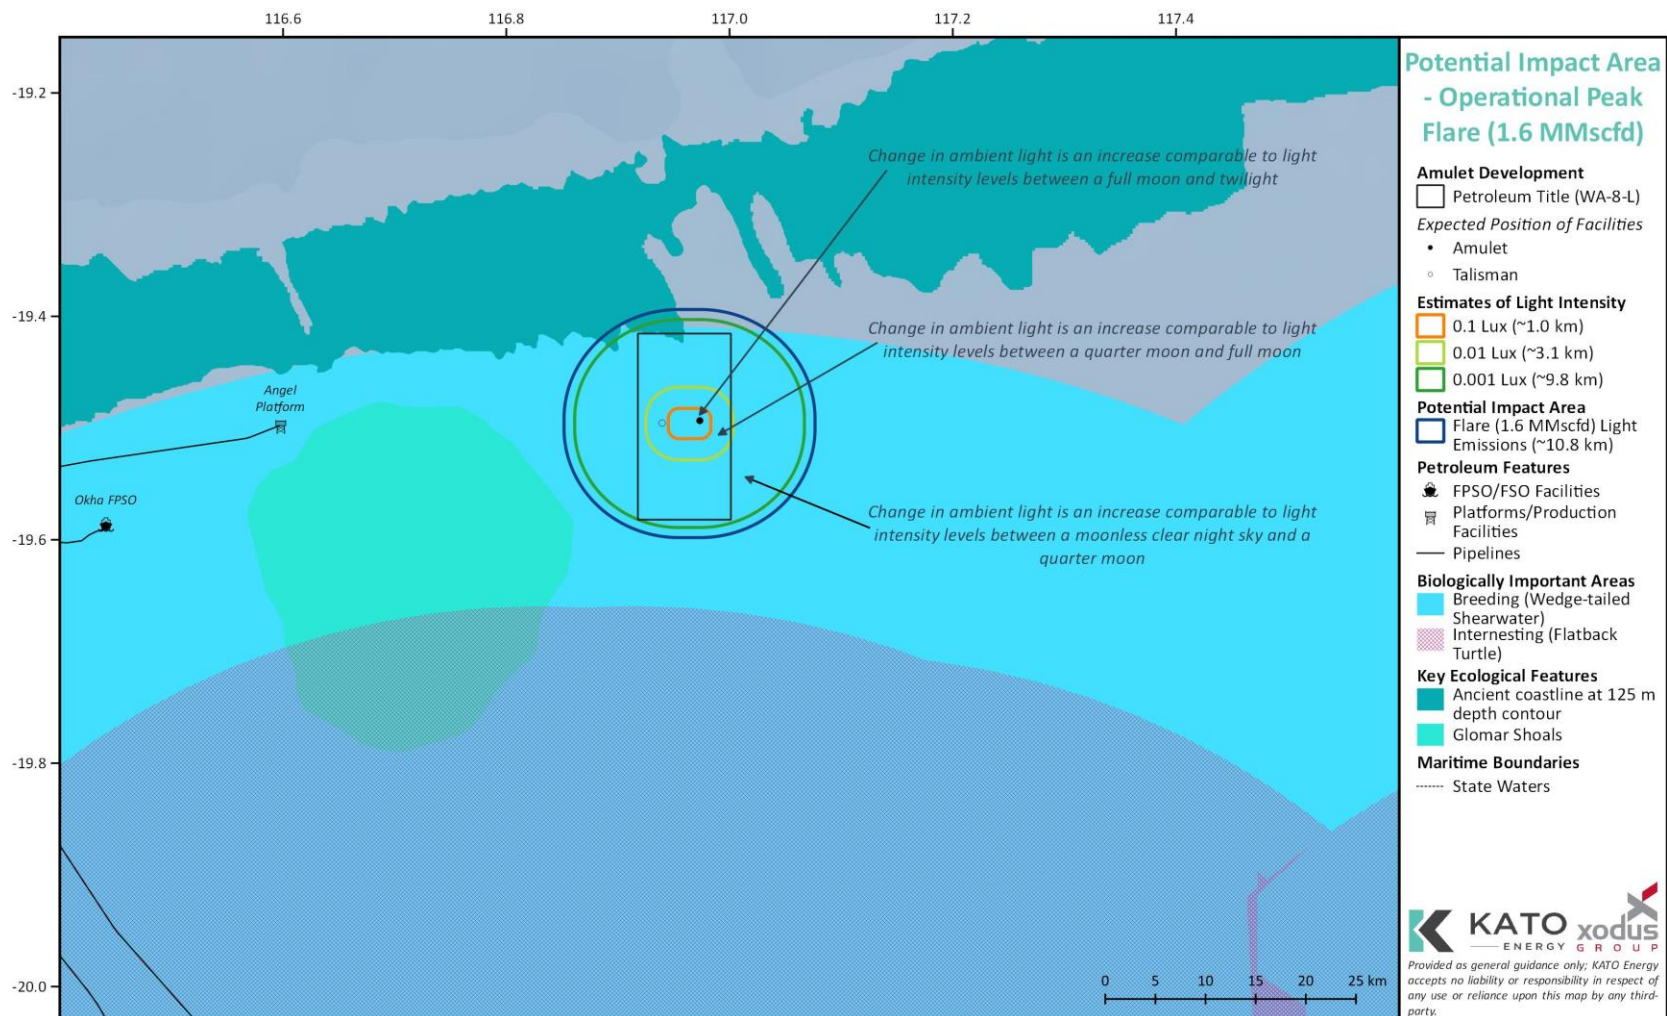 116.6
116.8
117.0
117.2
117.4
-19.2
-19.4
-19.6
-19.8
-20.0
Change in ambient light is an increase comparable to light
intensity levels between a full moon and twilight
Change in ambient light is an increase comparable to light
intensity levels between a quarter moon and full moon
Angel
Platform
Okha FPSO
Change in ambient light is an increase comparable to light
intensity levels between a moonless clear night sky and a
quarter moon
0 5 10 15 20 25 km
Potential Impact Area
- Operational Peak
Flare (1.6 MMscfd)
Amulet Development
Petroleum Title (WA-8-L)
Expected Position of Facilities
Amulet
Talisman
Estimates of Light Intensity
0.1 Lux (~1.0 km)
0.01 Lux (~3.1 km)
0.001 Lux (~9.8 km)
Potential Impact Area
Flare (1.6 MMscfd) Light
Emissions (~10.8 km)
Petroleum Features
FPSO/FSO Facilities
Platforms/Production
Facilities
Pipelines
Biologically Important Areas
Breeding (Wedge-tailed
Shearwater)
Internesting (Flatback
Turtle)
Key Ecological Features
Ancient coastline at 125 m
depth contour
Glomar Shoals
Maritime Boundaries
State Waters
KATO
ENERGY
xodus
GROUP
Provided as general guidance only; KATO Energy
accepts no liability or responsibility in respect of
any use or reliance upon this map by any third-
party.